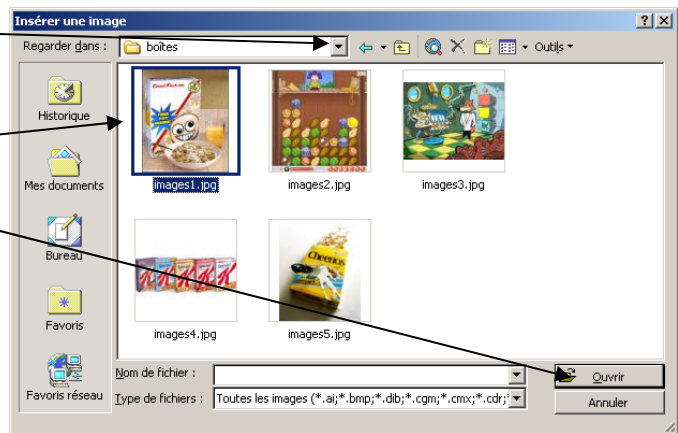 Insérer une image
Regarder dans :
boîtes
Outils
Historique
Mes documents
Bureau
Favoris
Favoris réseau
images1.jpg
images2.jpg
images3.jpg
images4.jpg
images5.jpg
Cheerios
Nom de fichier :
Ouvrir
Type de fichiers :
Toutes les images (*.ai;*.bmp;*.dib;*.cgm;*.cmx;*.cdr;
Annuler